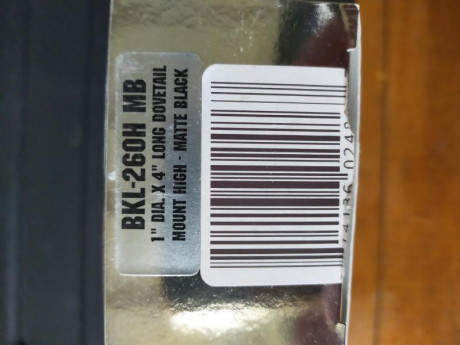 BKL-260H MB
1" DIA. X 4" LONG DOVETAIL
MOUNT HIGH - MATTE BLACK